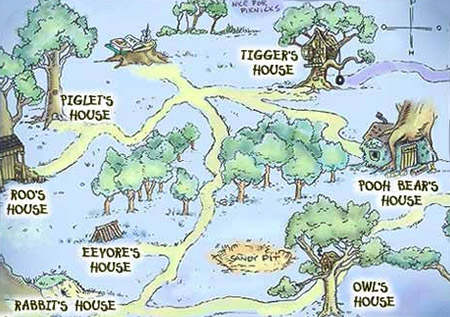 NICE FOR
PIKNICKS
TIGGER'S
HOUSE
PIGLET'S
HOUSE
POOH BEAR'S
HOUSE
ROO'S
HOUSE
EEYORE'S
HOUSE
SANDY PIT
RABBIT'S HOUSE
OWL'S
HOUSE